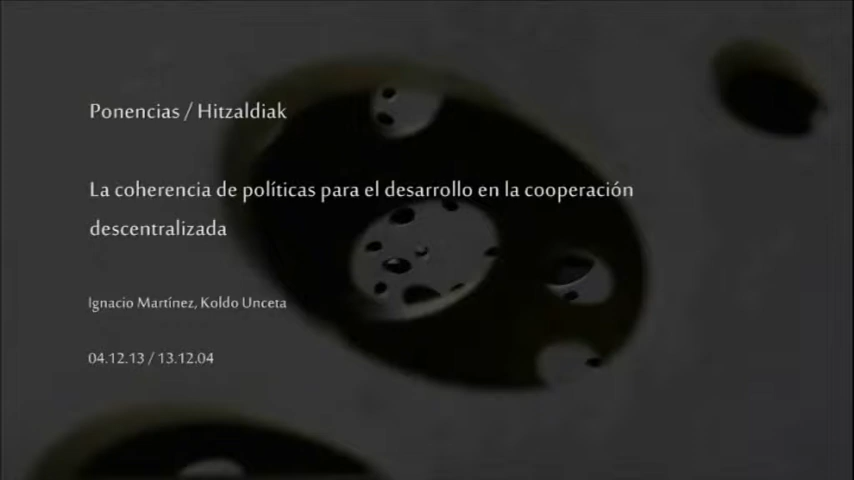 Ponencias / Hitzaldiak
La coherencia de políticas para el desarrollo en la cooperación
descentralizada
Ignacio Martínez, Koldo Unceta
04.12.13 / 13.12.04